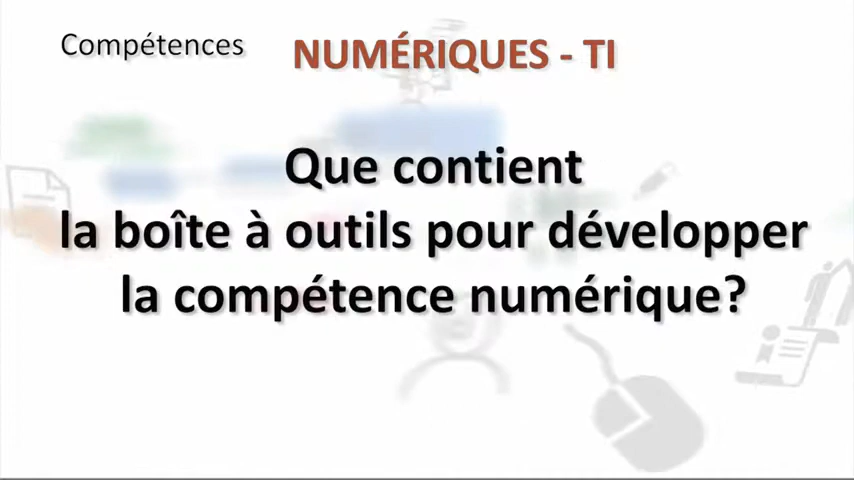 Compétences NUMÉRIQUES - TI
Que contient
la boîte à outils pour développer
la compétence numérique?